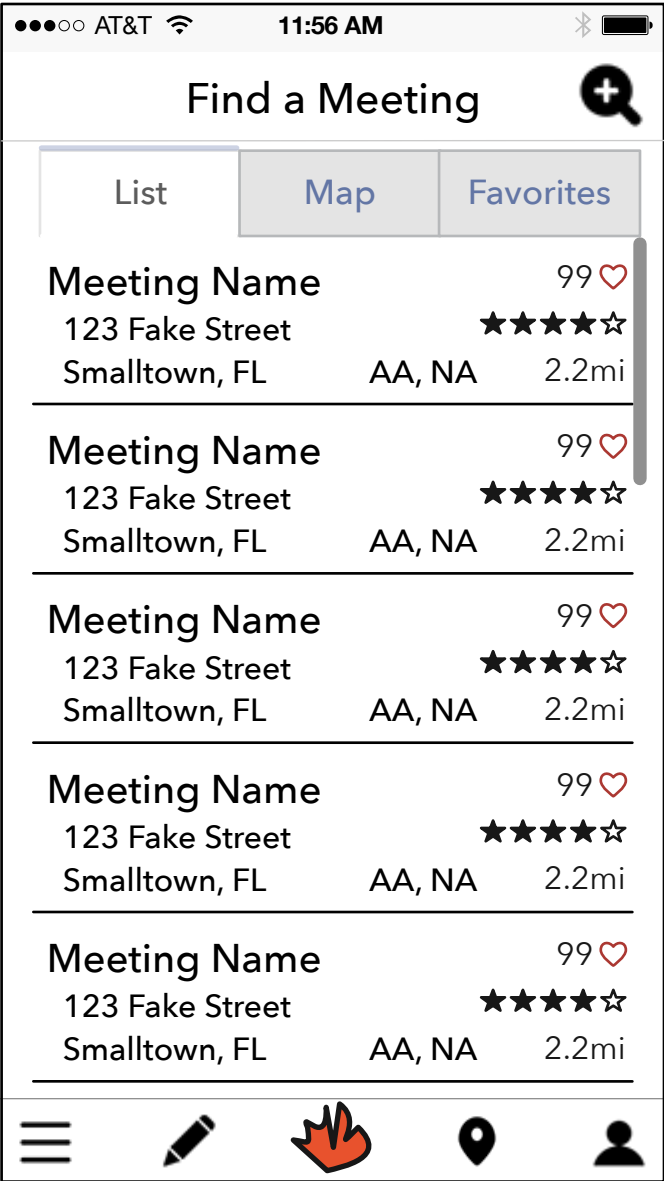 AT&T 11:56 AM
Find a Meeting
List Map Favorites
Meeting Name 99
123 Fake Street
Smalltown, FL AA, NA 2.2mi
Meeting Name 99
123 Fake Street
Smalltown, FL AA, NA 2.2mi
Meeting Name 99
123 Fake Street
Smalltown, FL AA, NA 2.2mi
Meeting Name 99
123 Fake Street
Smalltown, FL AA, NA 2.2mi
Meeting Name 99
123 Fake Street
Smalltown, FL AA, NA 2.2mi